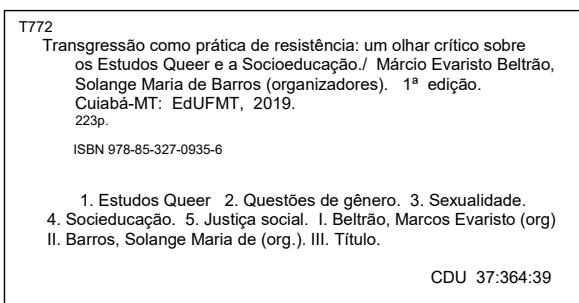 T772
Transgressão como prática de resistência: um olhar crítico sobre
os Estudos Queer e a Socioeducação./ Márcio Evaristo Beltrão,
Solange Maria de Barros (organizadores). 1ª edição.
Cuiabá-MT: EdUFMT, 2019.
223p.
ISBN 978-85-327-0935-6
1. Estudos Queer 2. Questões de gênero. 3. Sexualidade.
4. Socieducação. 5. Justiça social. I. Beltrão, Marcos Evaristo (org)
II. Barros, Solange Maria de (org.). III. Título.
CDU 37:364:39